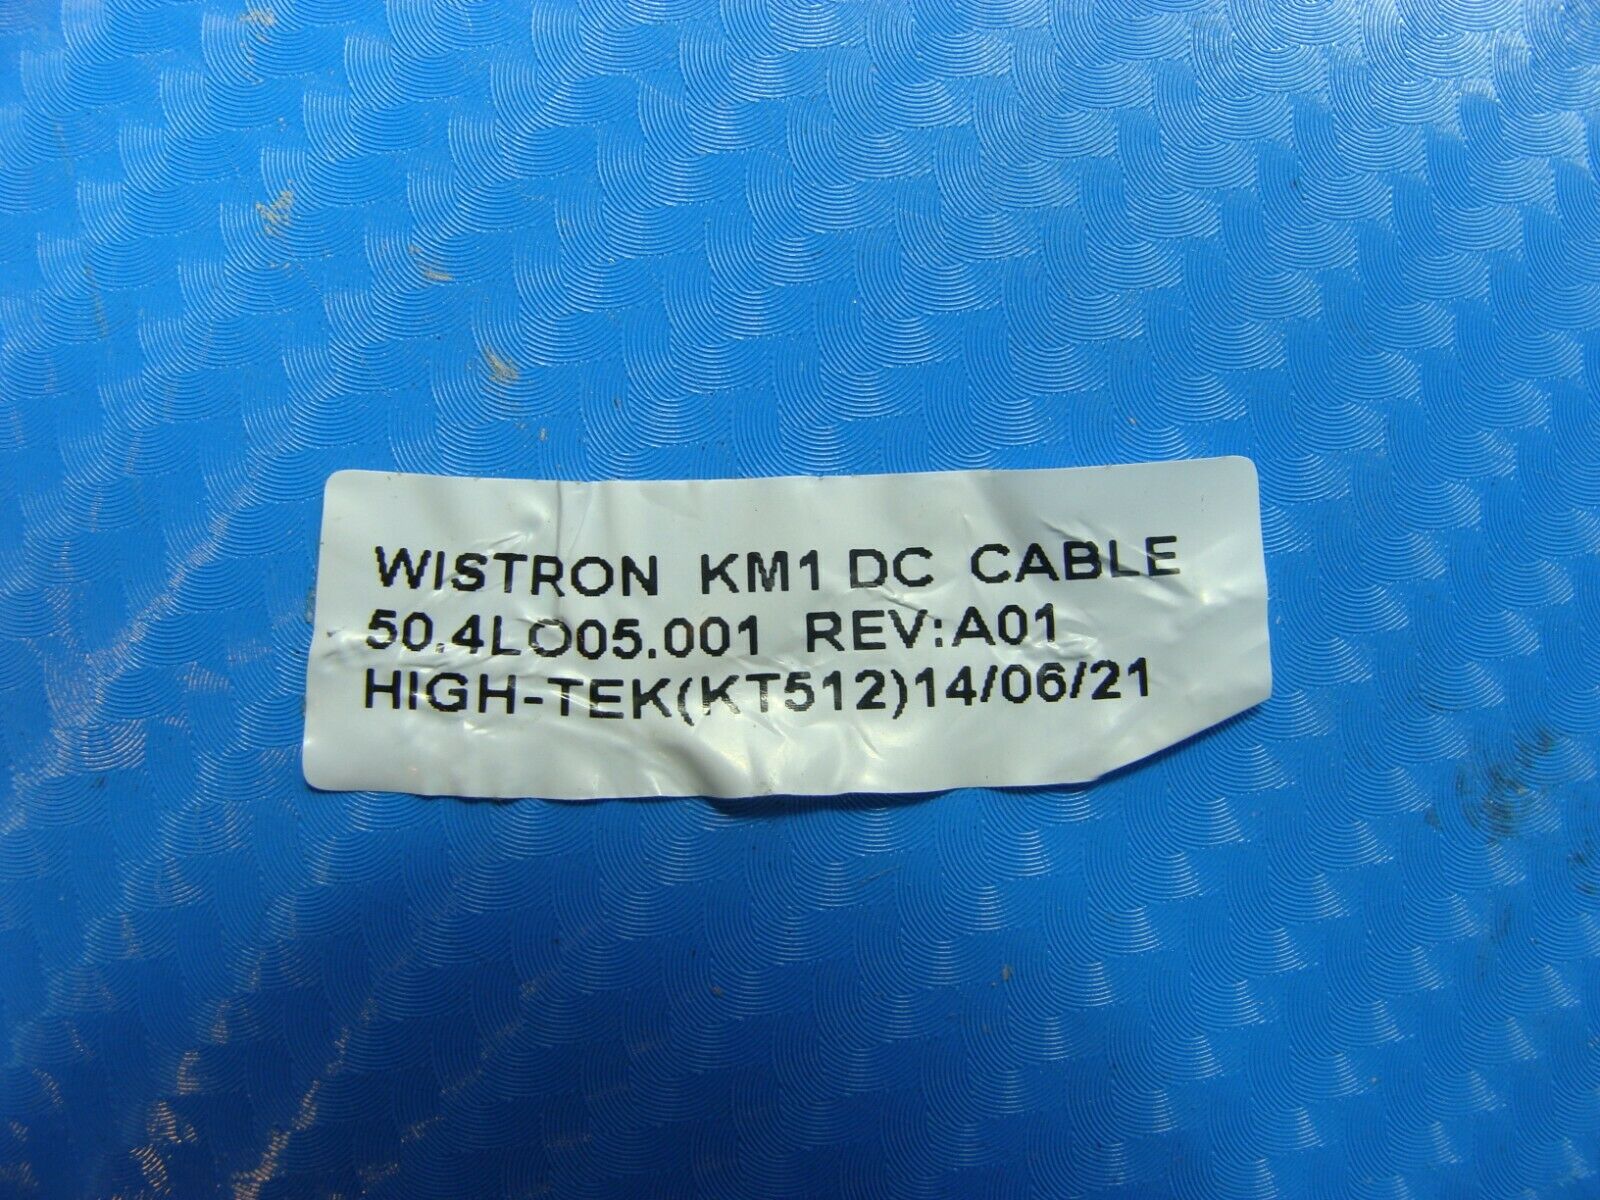 WISTRON KM1 DC CABLE
50.4LO05.001 REV:A01
HIGH-TEK(KT512)14/06/21